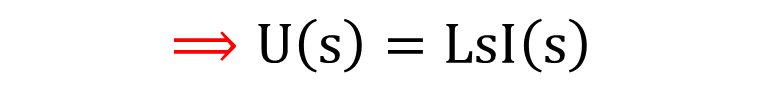 ⟹ U(s) = LsI(s)